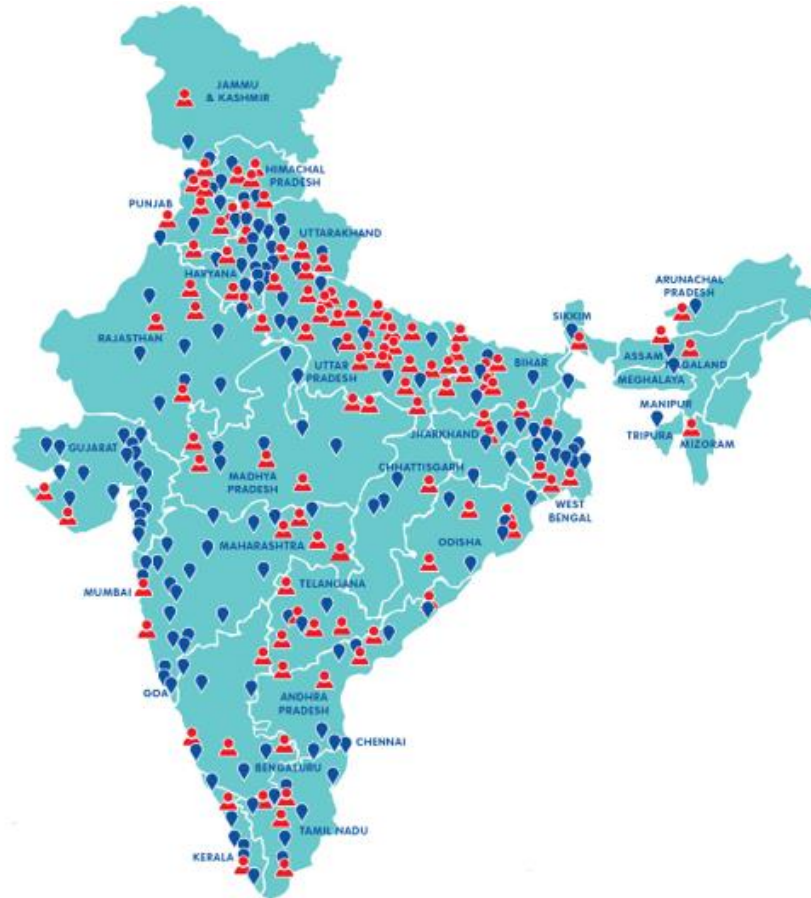 JAMMU
& KASHMIR
HIMACHAL
PRADESH
PUNJAB
UTTARAKHAND
HARYANA
ARUNACHAL
PRADESH
SIKKIM
RAJASTHAN
UTTAR
PRADESH
BIHAR
ASSAM
NAGALAND
MEGHALAYA
MANIPUR
TRIPURA
MIZORAM
JHARKHAND
GUJARAT
MADHYA
PRADESH
CHHATTISGARH
WEST
BENGAL
ODISHA
MAHARASHTRA
TELANGANA
MUMBAI
GOA
ANDHRA
PRADESH
CHENNAI
BENGALURU
TAMIL NADU
KERALA